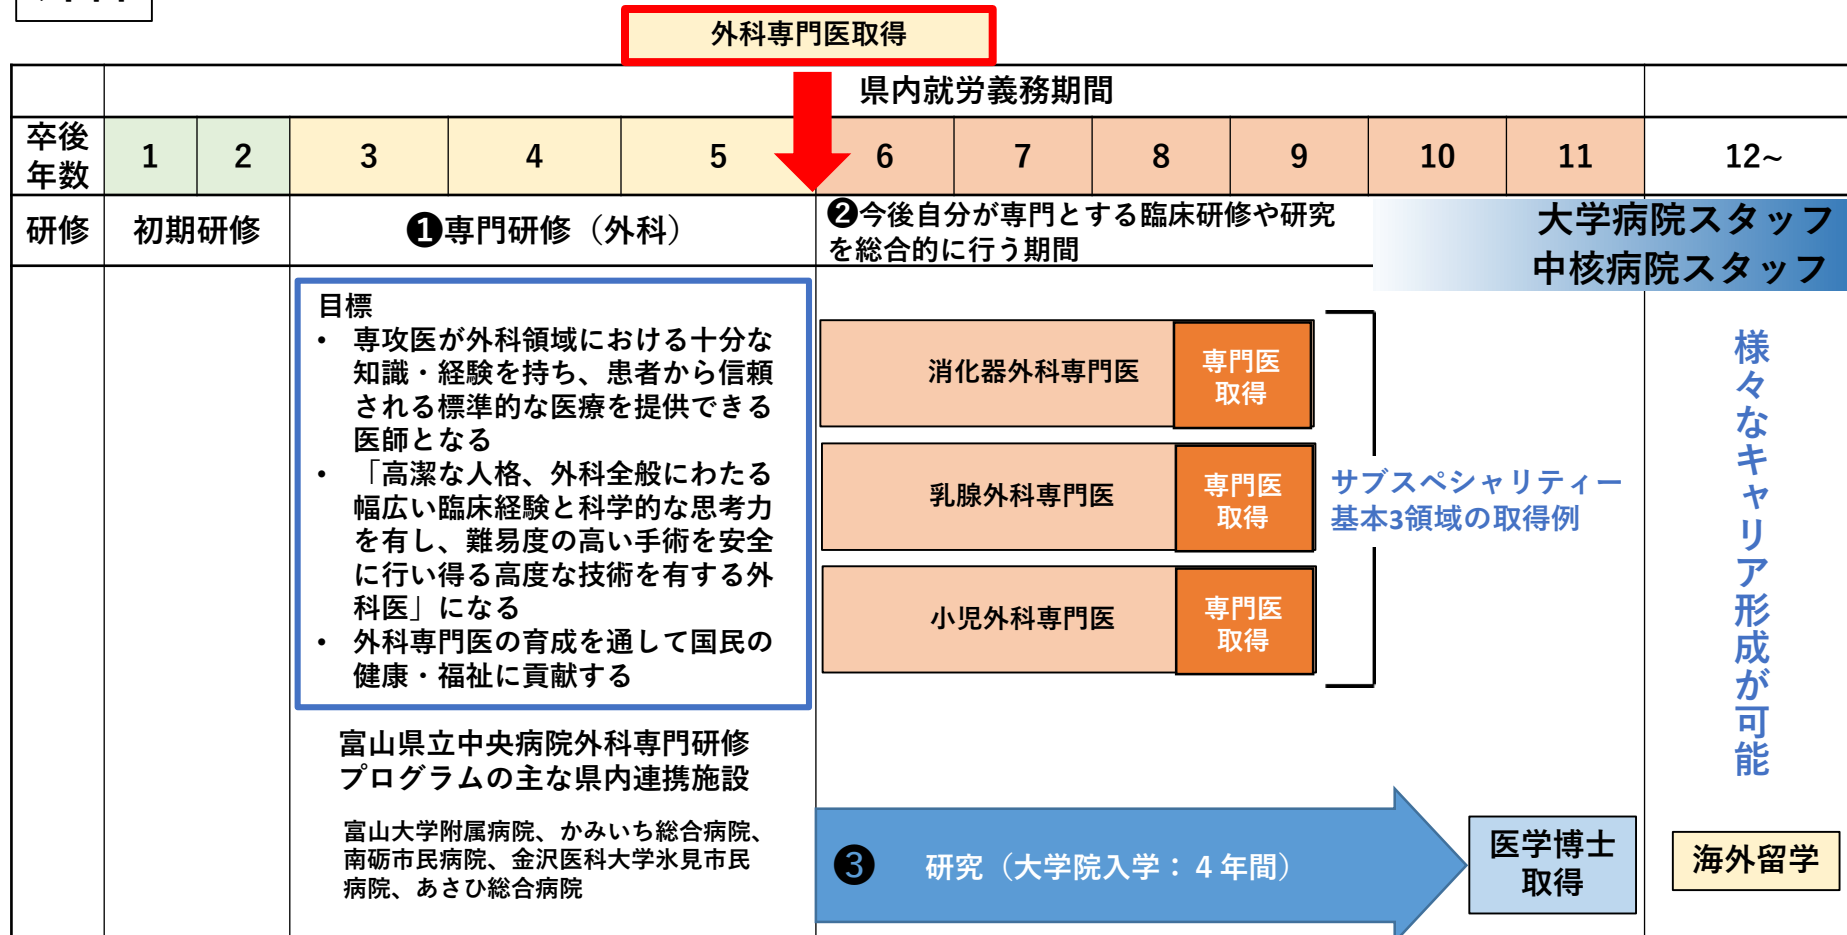 外科専門医取得
県内就労義務期間
卒後
年数
1 2 3 4 5 6 7 8 9 10 11 12~
研修
初期研修
❶専門研修（外科）
❷今後自分が専門とする臨床研修や研究
を総合的に行う期間
大学病院スタッフ
中核病院スタッフ
目標
• 専攻医が外科領域における十分な
知識・経験を持ち、患者から信頼
される標準的な医療を提供できる
医師となる
• 「高潔な人格、外科全般にわたる
幅広い臨床経験と科学的な思考力
を有し、難易度の高い手術を安全
に行い得る高度な技術を有する外
科医」になる
• 外科専門医の育成を通して国民の
健康・福祉に貢献する
富山県立中央病院外科専門研修
プログラムの主な県内連携施設
富山大学附属病院、かみいち総合病院、
南砺市民病院、金沢医科大学氷見市民
病院、あさひ総合病院
消化器外科専門医
専門医
取得
乳腺外科専門医
専門医
取得
小児外科専門医
専門医
取得
サブスペシャリティー
基本3領域の取得例
❸ 研究（大学院入学：４年間）
医学博士
取得
様々なキャリア形成が可能
海外留学